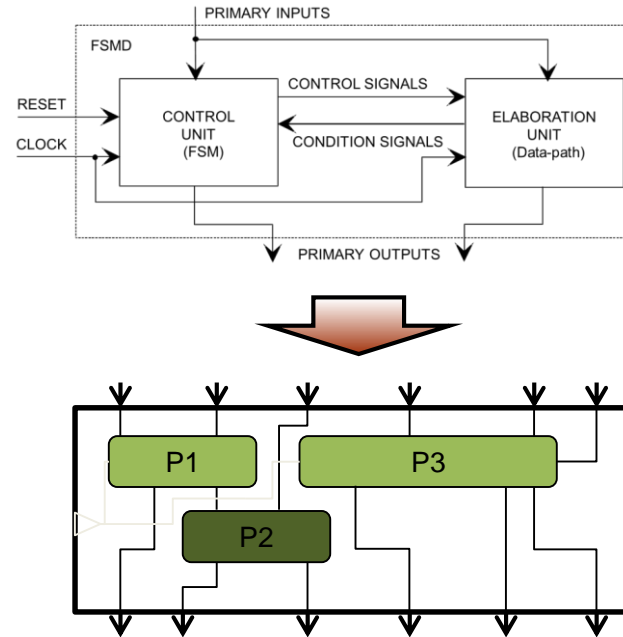 PRIMARY INPUTS
FSMD
CONTROL SIGNALS
RESET
CONTROL
UNIT
(FSM)
ELABORATION
UNIT
(Data-path)
CLOCK
CONDITION SIGNALS
PRIMARY OUTPUTS
P1
P3
P2